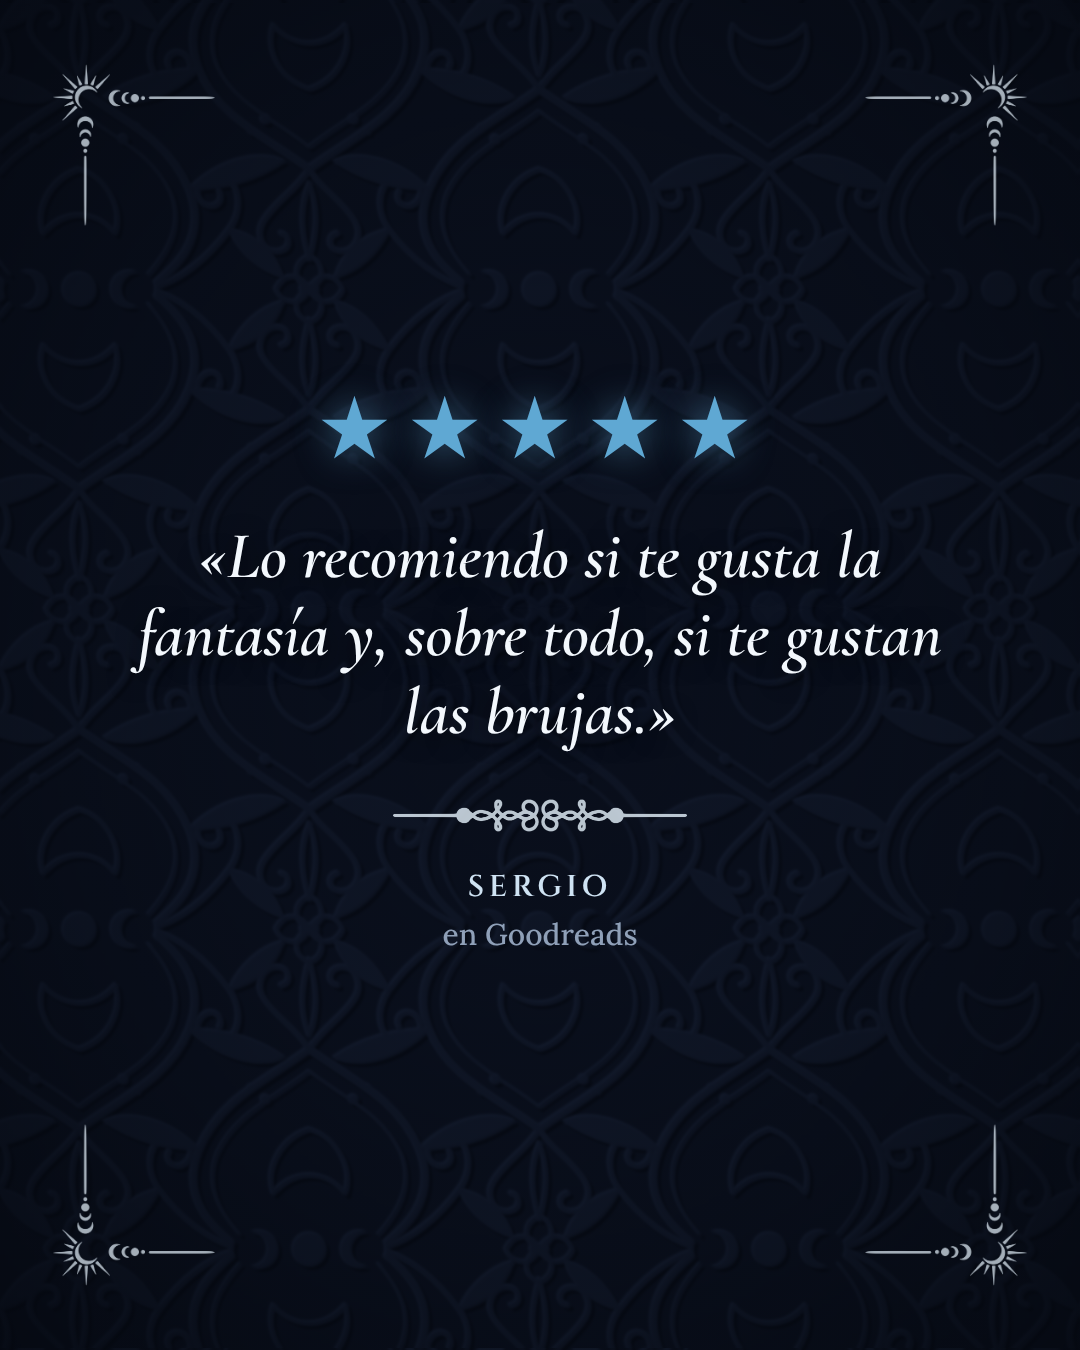 «Lo recomiendo si te gusta la
fantasía y, sobre todo, si te gustan
las brujas.»
SERGIO
en Goodreads